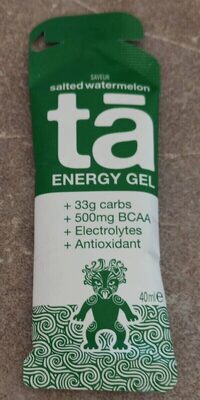 SAVEUR
salted watermelon
tā
ENERGY GEL
+ 33g carbs
+ 500mg BCAA
+ Electrolytes
+ Antioxidant
40ml ℮